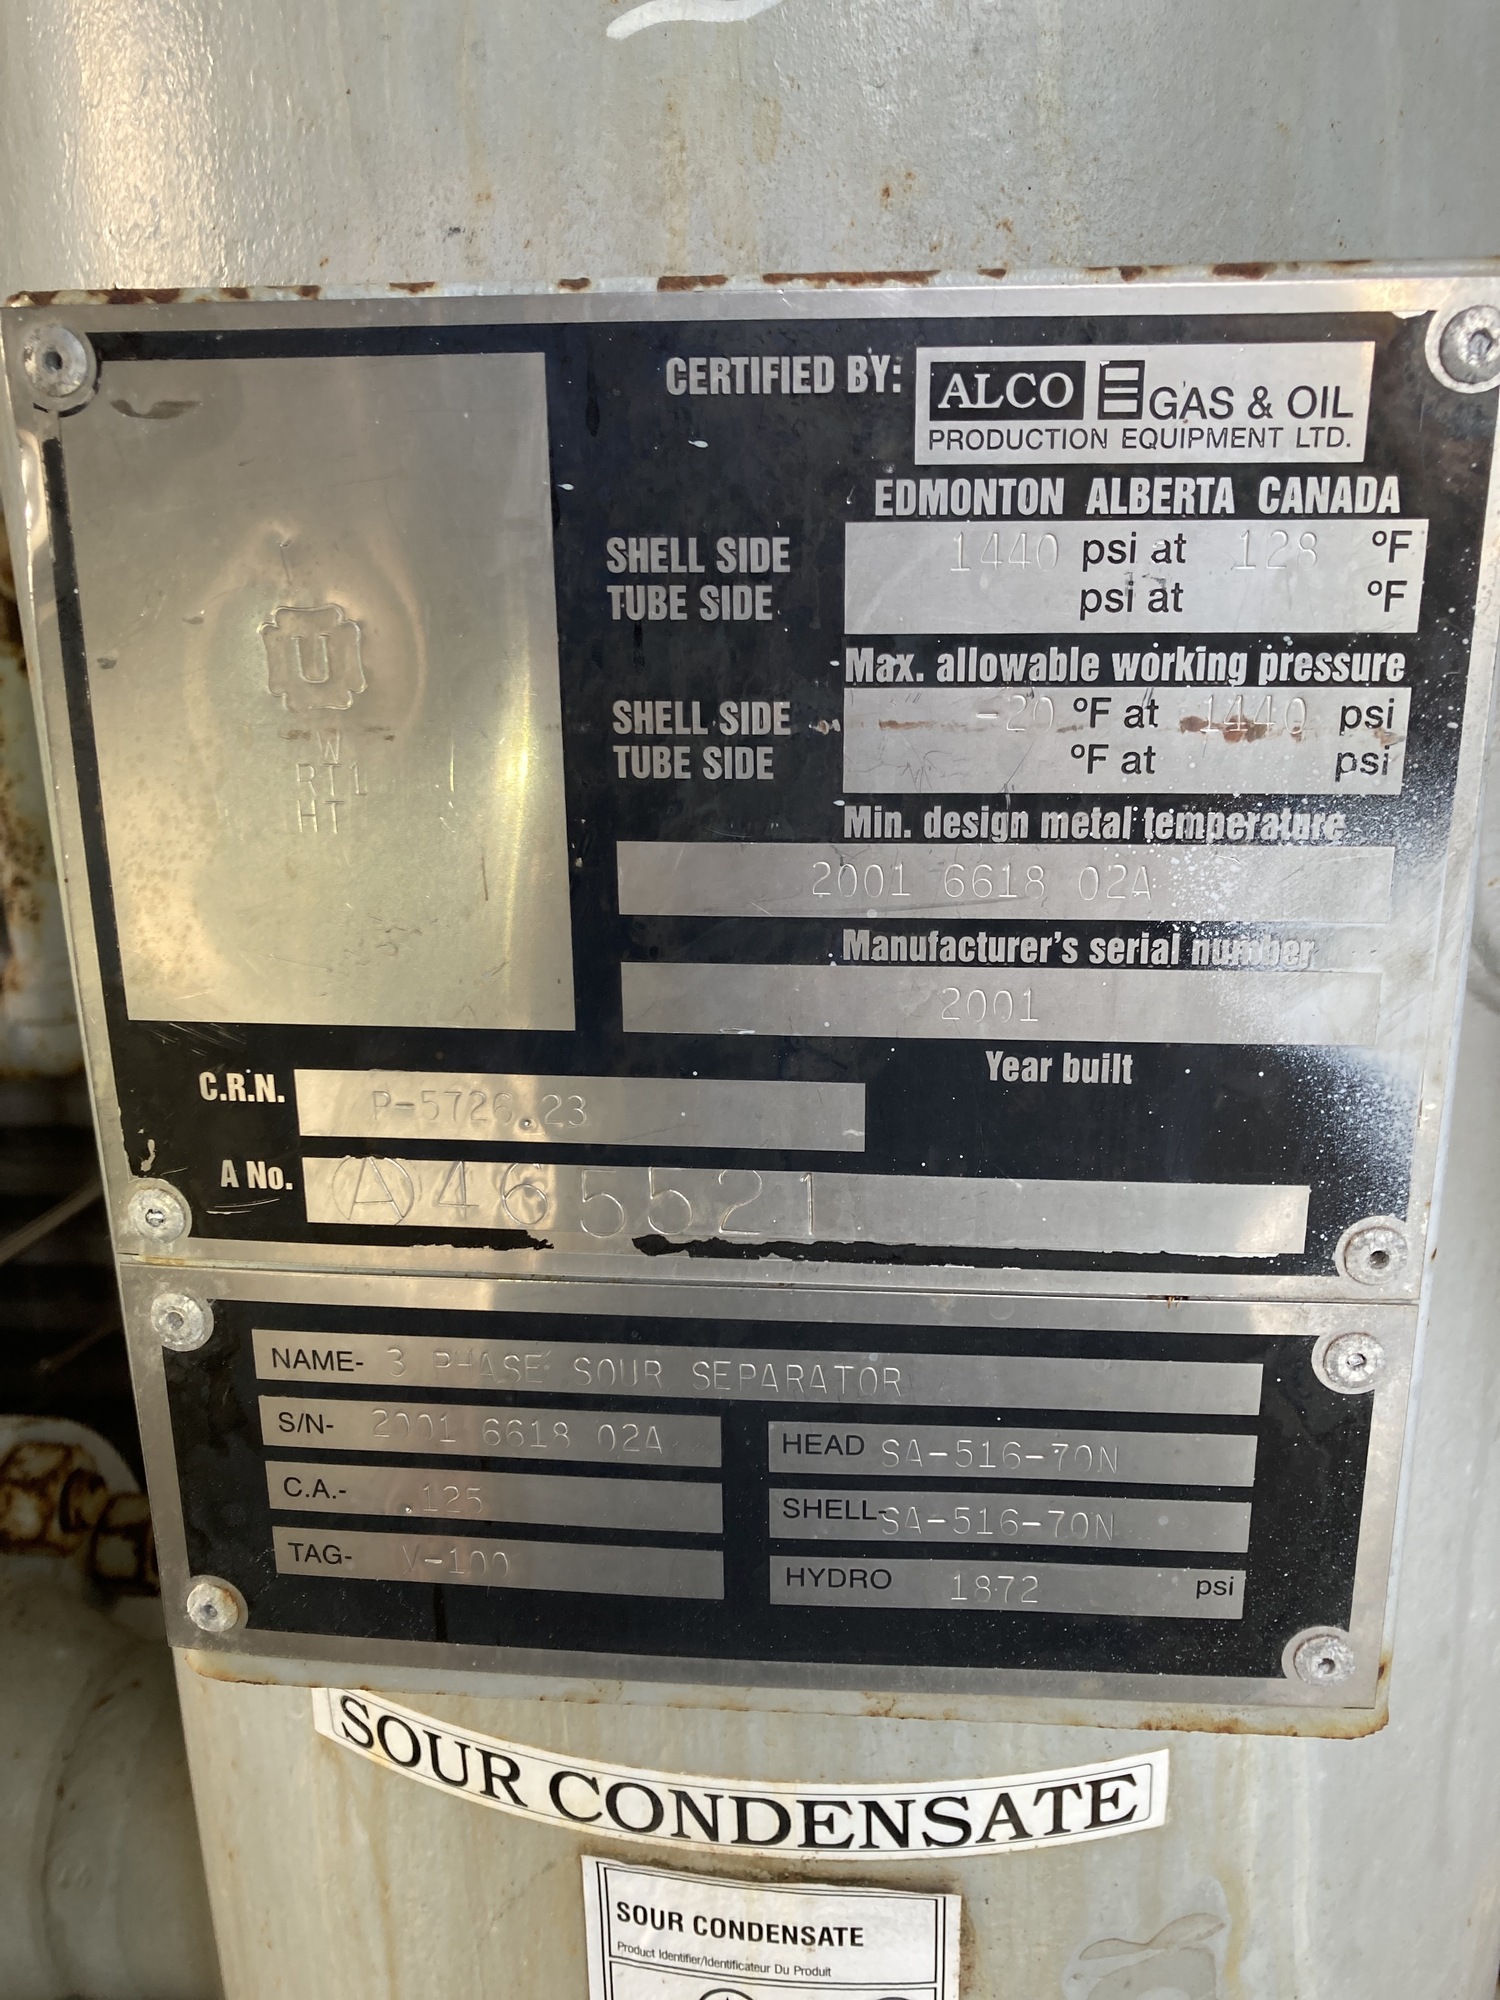 CERTIFIED BY: ALCO GAS & OIL
PRODUCTION EQUIPMENT LTD.
EDMONTON ALBERTA CANADA
SHELL SIDE 1440 psi at 128 °F
TUBE SIDE psi at °F
Max. allowable working pressure
SHELL SIDE -20 °F at 1440 psi
TUBE SIDE °F at psi
Min. design metal temperature
2001 6618 02A
Manufacturer's serial number
2001
Year built
U
W
RT1
HT
C.R.N. P-5726.23
A No. (A) 465521
NAME- 3 PHASE SOUR SEPARATOR
S/N- 2001 6618 02A
HEAD SA-516-70N
C.A.- .125
SHELL- SA-516-70N
TAG- V-100
HYDRO 1872 psi
SOUR CONDENSATE
SOUR CONDENSATE
Product Identifier/Identificateur Du Produit